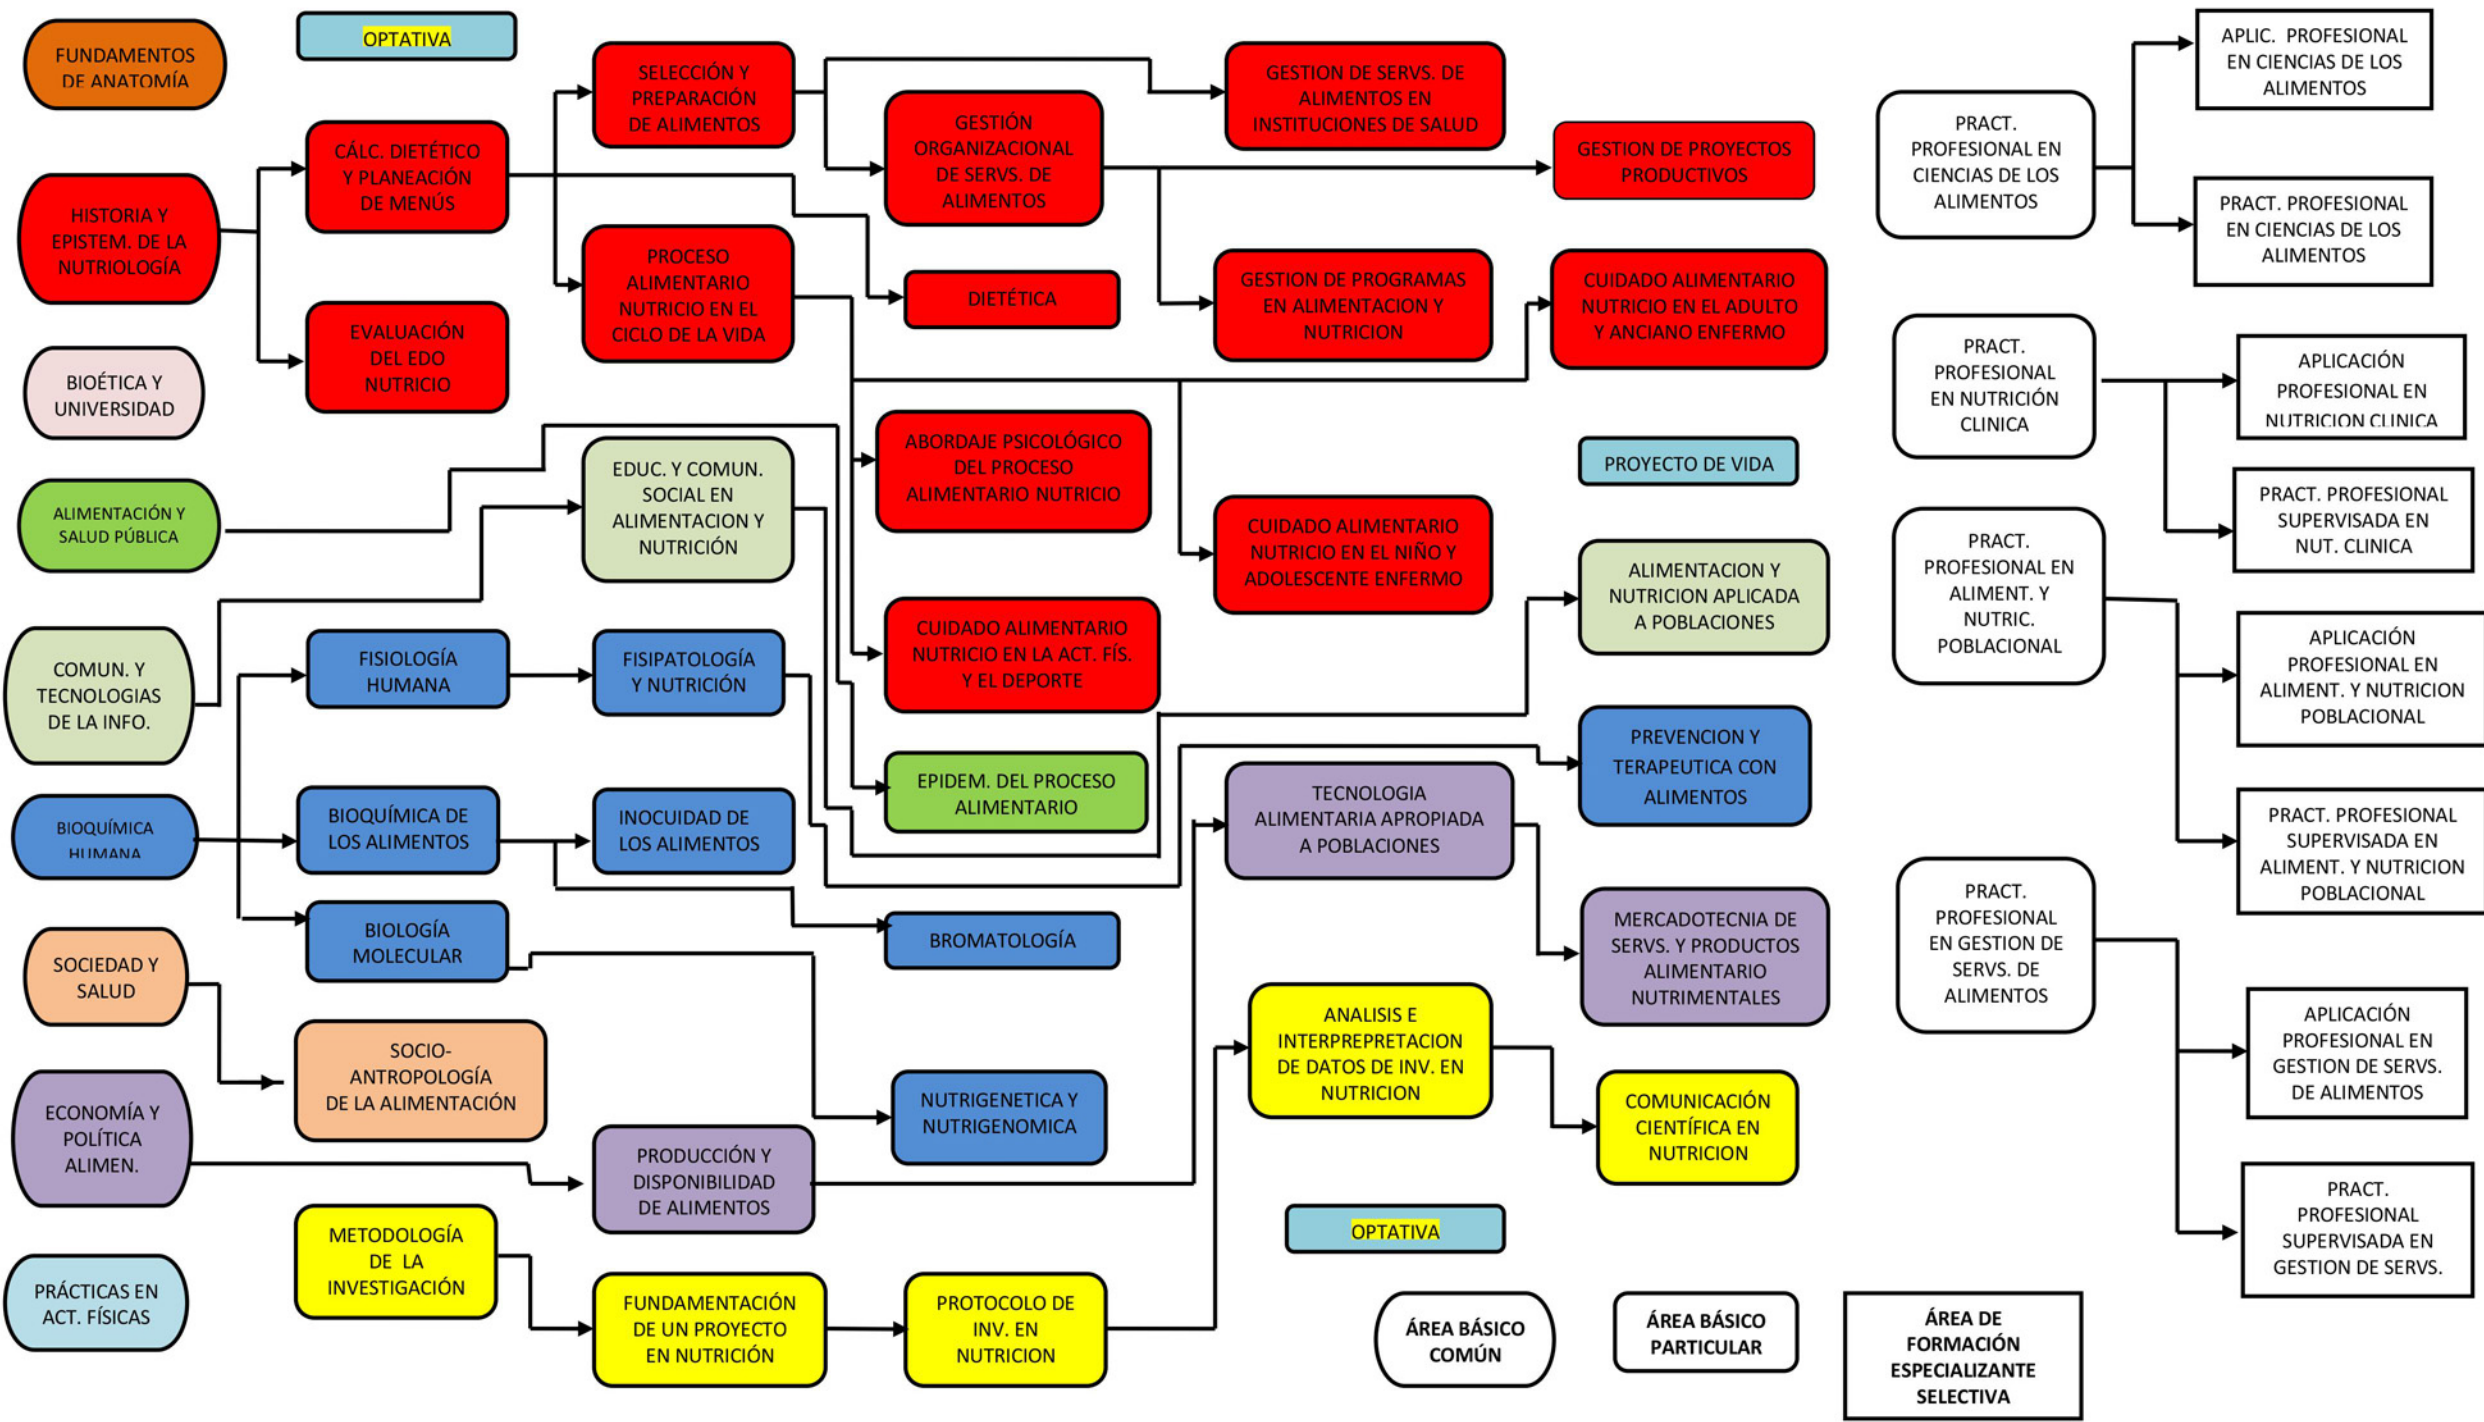 FUNDAMENTOS
DE ANATOMÍA
HISTORIA Y
EPISTEM. DE LA
NUTRIOLOGÍA
BIOÉTICA Y
UNIVERSIDAD
ALIMENTACIÓN Y
SALUD PÚBLICA
COMUN. Y
TECNOLOGIAS
DE LA INFO.
BIOQUÍMICA
HUMANA
SOCIEDAD Y
SALUD
ECONOMÍA Y
POLÍTICA
ALIMEN.
PRÁCTICAS EN
ACT. FÍSICAS
OPTATIVA
CÁLC. DIETÉTICO
Y PLANEACIÓN
DE MENÚS
EVALUACIÓN
DEL EDO
NUTRICIO
FISIOLOGÍA
HUMANA
BIOQUÍMICA DE
LOS ALIMENTOS
BIOLOGÍA
MOLECULAR
SOCIO-
ANTROPOLOGÍA
DE LA ALIMENTACIÓN
METODOLOGÍA
DE LA
INVESTIGACIÓN
SELECCIÓN Y
PREPARACIÓN
DE ALIMENTOS
PROCESO
ALIMENTARIO
NUTRICIO EN EL
CICLO DE LA VIDA
EDUC. Y COMUN.
SOCIAL EN
ALIMENTACION Y
NUTRICIÓN
FISIPATOLOGÍA
Y NUTRICIÓN
INOCUIDAD DE
LOS ALIMENTOS
PRODUCCIÓN Y
DISPONIBILIDAD
DE ALIMENTOS
FUNDAMENTACIÓN
DE UN PROYECTO
EN NUTRICIÓN
GESTIÓN
ORGANIZACIONAL
DE SERVS. DE
ALIMENTOS
DIETÉTICA
ABORDAJE PSICOLÓGICO
DEL PROCESO
ALIMENTARIO NUTRICIO
CUIDADO ALIMENTARIO
NUTRICIO EN LA ACT. FÍS.
Y EL DEPORTE
EPIDEM. DEL PROCESO
ALIMENTARIO
BROMATOLOGÍA
NUTRIGENETICA Y
NUTRIGENOMICA
PROTOCOLO DE
INV. EN
NUTRICION
GESTION DE SERVS. DE
ALIMENTOS EN
INSTITUCIONES DE SALUD
GESTION DE PROGRAMAS
EN ALIMENTACION Y
NUTRICION
CUIDADO ALIMENTARIO
NUTRICIO EN EL NIÑO Y
ADOLESCENTE ENFERMO
TECNOLOGIA
ALIMENTARIA APROPIADA
A POBLACIONES
ANALISIS E
INTERPREPRETACION
DE DATOS DE INV. EN
NUTRICION
OPTATIVA
GESTION DE PROYECTOS
PRODUCTIVOS
CUIDADO ALIMENTARIO
NUTRICIO EN EL ADULTO
Y ANCIANO ENFERMO
PROYECTO DE VIDA
ALIMENTACION Y
NUTRICION APLICADA
A POBLACIONES
PREVENCION Y
TERAPEUTICA CON
ALIMENTOS
MERCADOTECNIA DE
SERVS. Y PRODUCTOS
ALIMENTARIO
NUTRIMENTALES
COMUNICACIÓN
CIENTÍFICA EN
NUTRICION
PRACT.
PROFESIONAL EN
CIENCIAS DE LOS
ALIMENTOS
PRACT.
PROFESIONAL
EN NUTRICIÓN
CLINICA
PRACT.
PROFESIONAL EN
ALIMENT. Y
NUTRIC.
POBLACIONAL
PRACT.
PROFESIONAL
EN GESTION DE
SERVS. DE
ALIMENTOS
APLIC. PROFESIONAL
EN CIENCIAS DE LOS
ALIMENTOS
PRACT. PROFESIONAL
EN CIENCIAS DE LOS
ALIMENTOS
APLICACIÓN
PROFESIONAL EN
NUTRICION CLINICA
PRACT. PROFESIONAL
SUPERVISADA EN
NUT. CLINICA
APLICACIÓN
PROFESIONAL EN
ALIMENT. Y NUTRICION
POBLACIONAL
PRACT. PROFESIONAL
SUPERVISADA EN
ALIMENT. Y NUTRICION
POBLACIONAL
APLICACIÓN
PROFESIONAL EN
GESTION DE SERVS.
DE ALIMENTOS
PRACT.
PROFESIONAL
SUPERVISADA EN
GESTION DE SERVS.
ÁREA BÁSICO
COMÚN
ÁREA BÁSICO
PARTICULAR
ÁREA DE
FORMACIÓN
ESPECIALIZANTE
SELECTIVA